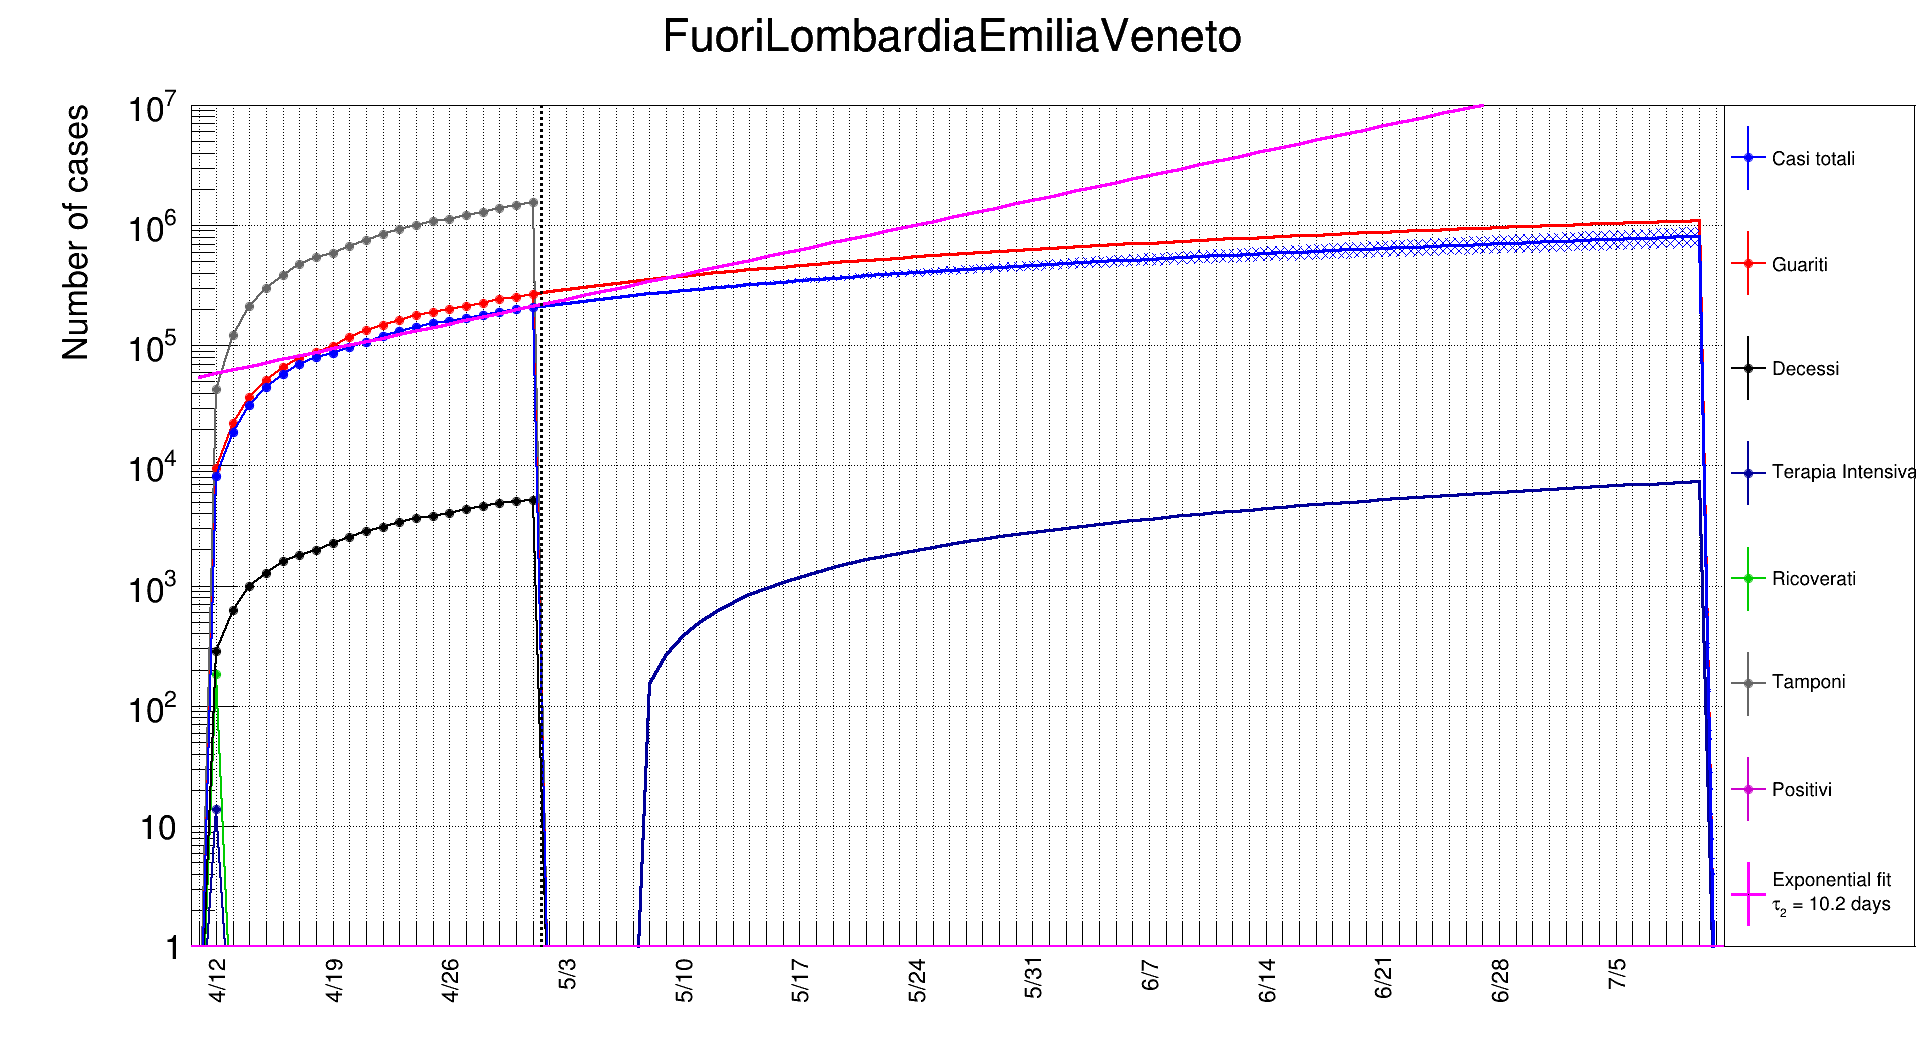 FuoriLombardiaEmiliaVeneto
Number of cases
10^7
10^6
10^5
10^4
10^3
10^2
10
1
4/12
4/19
4/26
5/3
5/10
5/17
5/24
5/31
6/7
6/14
6/21
6/28
7/5
Casi totali
Guariti
Decessi
Terapia Intensiva
Ricoverati
Tamponi
Positivi
Exponential fit
τ₂ = 10.2 days